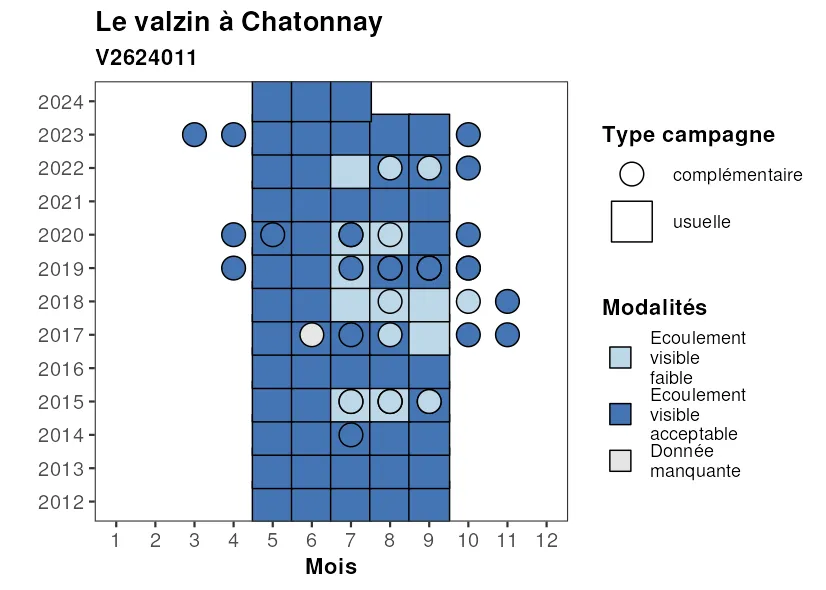 Le valzin à Chatonnay
V2624011
2024
2023
2022
2021
2020
2019
2018
2017
2016
2015
2014
2013
2012
1 2 3 4 5 6 7 8 9 10 11 12
Mois
Type campagne
complémentaire
usuelle
Modalités
Ecoulement
visible
faible
Ecoulement
visible
acceptable
Donnée
manquante